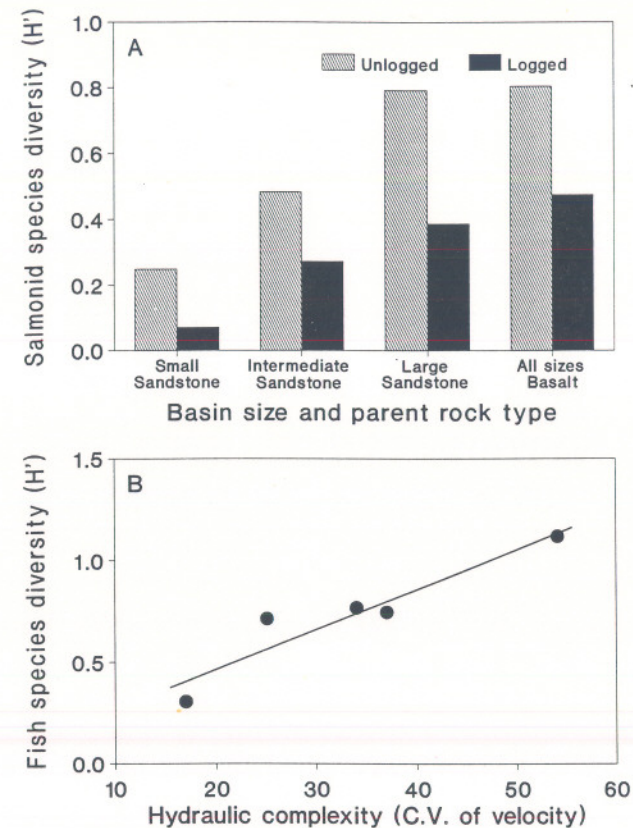 Salmonid species diversity (H')
1.0
0.8
0.6
0.4
0.2
0.0
A
Unlogged
Logged
Small
Sandstone
Intermediate
Sandstone
Large
Sandstone
All sizes
Basalt
Basin size and parent rock type
Fish species diversity (H')
1.5
1.0
0.5
0.0
B
10
20
30
40
50
60
Hydraulic complexity (C.V. of velocity)